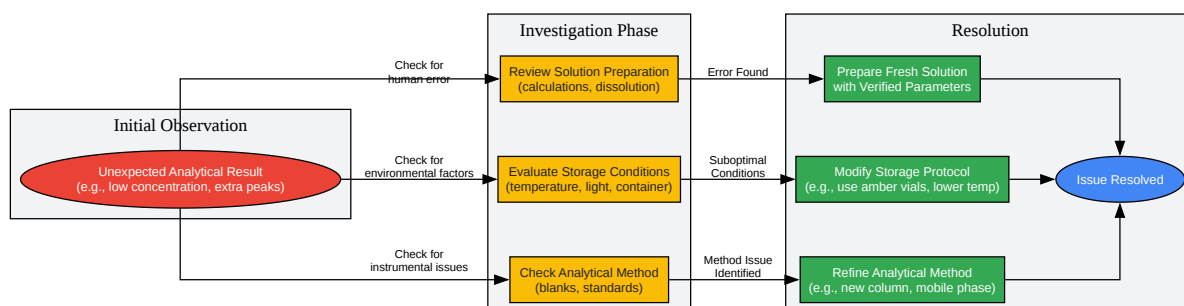 Investigation Phase
Resolution
Check for
human error
Review Solution Preparation
(calculations, dissolution)
Error Found
Prepare Fresh Solution
with Verified Parameters
Initial Observation
Unexpected Analytical Result
(e.g., low concentration, extra peaks)
Check for
environmental factors
Evaluate Storage Conditions
(temperature, light, container)
Suboptimal
Conditions
Modify Storage Protocol
(e.g., use amber vials, lower temp)
Issue Resolved
Check for
instrumental issues
Check Analytical Method
(blanks, standards)
Method Issue
Identified
Refine Analytical Method
(e.g., new column, mobile phase)